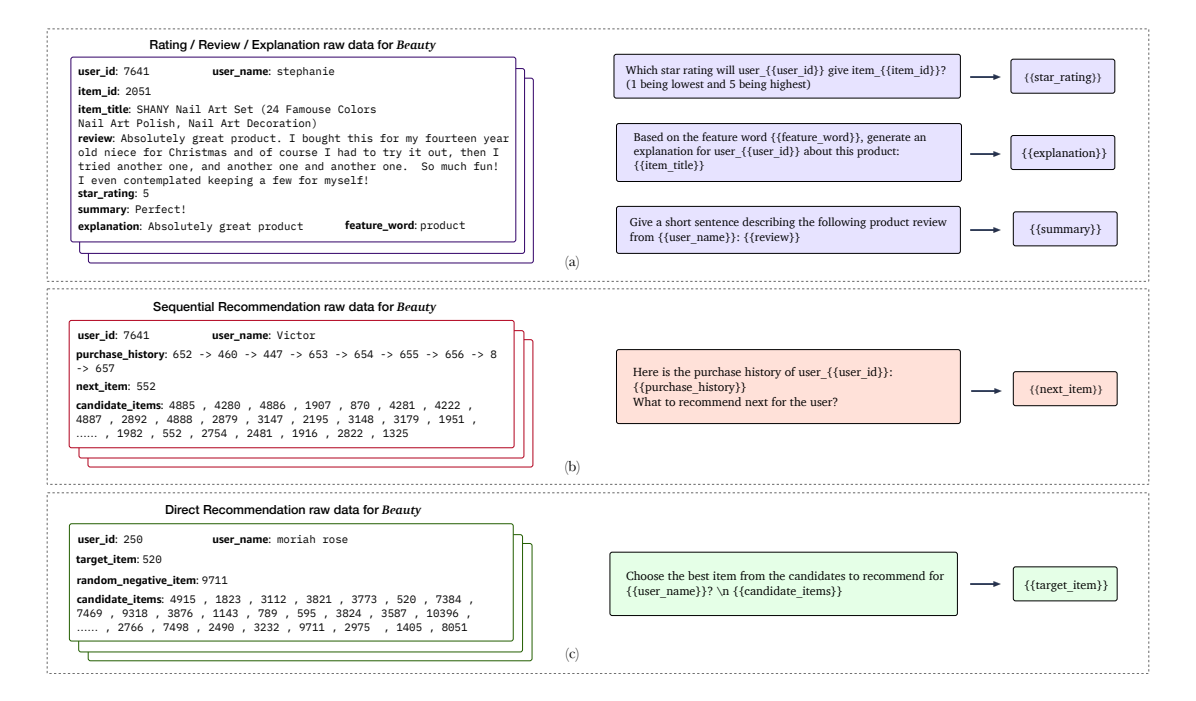 Rating / Review / Explanation raw data for Beauty
user_id: 7641 user_name: stephanie
item_id: 2051
item_title: SHANY Nail Art Set (24 Famouse Colors
Nail Art Polish, Nail Art Decoration)
review: Absolutely great product. I bought this for my fourteen year
old niece for Christmas and of course I had to try it out, then I
tried another one, and another one and another one. So much fun!
I even contemplated keeping a few for myself!
star_rating: 5
summary: Perfect!
explanation: Absolutely great product feature_word: product
Which star rating will user_{{user_id}} give item_{{item_id}}?
(1 being lowest and 5 being highest)
{{star_rating}}
Based on the feature word {{feature_word}}, generate an
explanation for user_{{user_id}} about this product:
{{item_title}}
{{explanation}}
Give a short sentence describing the following product review
from {{user_name}}: {{review}}
{{summary}}
(a)
Sequential Recommendation raw data for Beauty
user_id: 7641 user_name: Victor
purchase_history: 652 -> 460 -> 447 -> 653 -> 654 -> 655 -> 656 -> 8
-> 657
next_item: 552
candidate_items: 4885 , 4280 , 4886 , 1907 , 870 , 4281 , 4222 ,
4887 , 2892 , 4888 , 2879 , 3147 , 2195 , 3148 , 3179 , 1951 ,
...... , 1982 , 552 , 2754 , 2481 , 1916 , 2822 , 1325
Here is the purchase history of user_{{user_id}}:
{{purchase_history}}
What to recommend next for the user?
{{next_item}}
(b)
Direct Recommendation raw data for Beauty
user_id: 250 user_name: moriah rose
target_item: 520
random_negative_item: 9711
candidate_items: 4915 , 1823 , 3112 , 3821 , 3773 , 520 , 7384 ,
7469 , 9318 , 3876 , 1143 , 789 , 595 , 3824 , 3587 , 10396 ,
...... , 2766 , 7498 , 2490 , 3232 , 9711 , 2975 , 1405 , 8051
Choose the best item from the candidates to recommend for
{{user_name}}? \n {{candidate_items}}
{{target_item}}
(c)